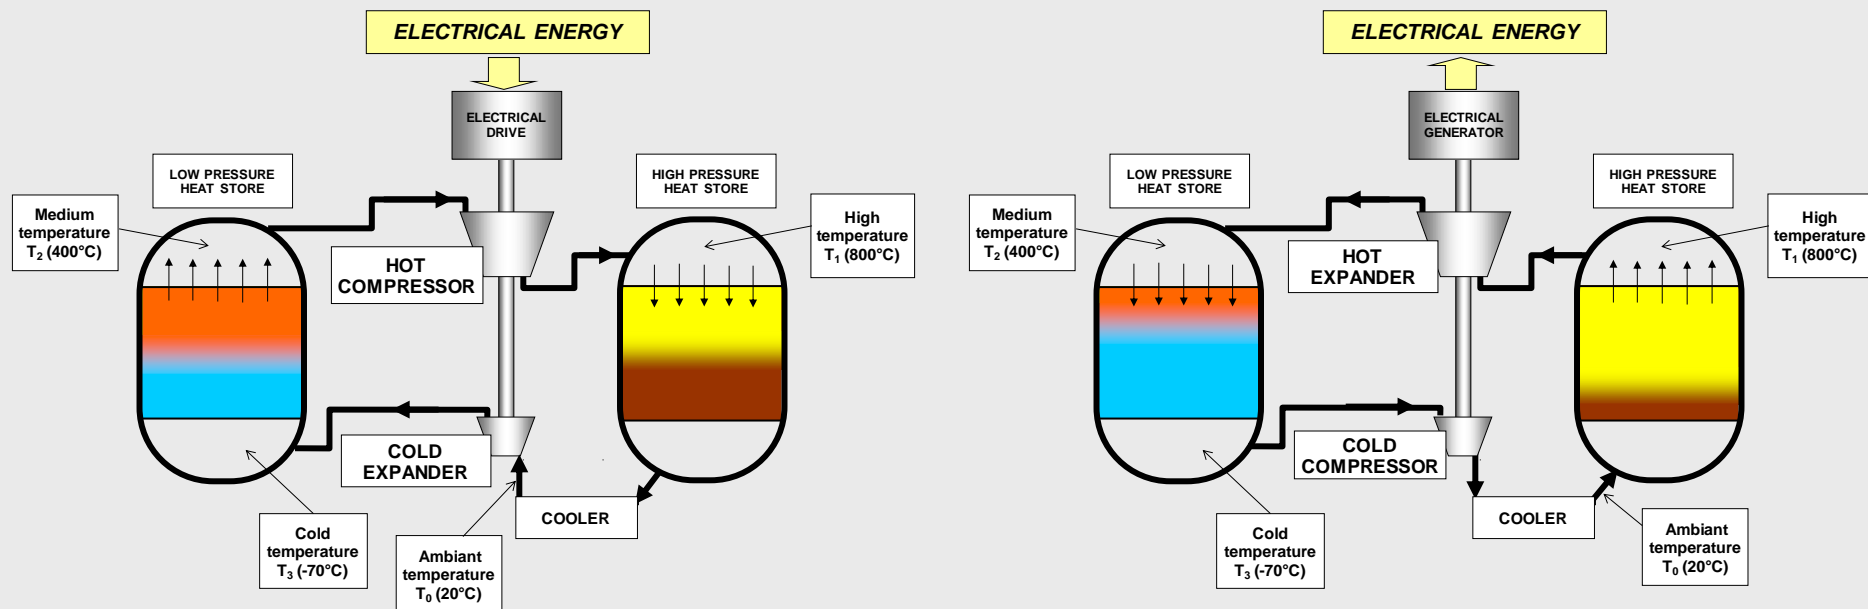 ELECTRICAL ENERGY
ELECTRICAL
DRIVE
LOW PRESSURE
HEAT STORE
HIGH PRESSURE
HEAT STORE
Medium
temperature
T₂ (400°C)
High
temperature
T₁ (800°C)
HOT
COMPRESSOR
COLD
EXPANDER
COOLER
Cold
temperature
T₃ (-70°C)
Ambiant
temperature
T₀ (20°C)
ELECTRICAL ENERGY
ELECTRICAL
GENERATOR
LOW PRESSURE
HEAT STORE
HIGH PRESSURE
HEAT STORE
Medium
temperature
T₂ (400°C)
High
temperature
T₁ (800°C)
HOT
EXPANDER
COLD
COMPRESSOR
COOLER
Cold
temperature
T₃ (-70°C)
Ambiant
temperature
T₀ (20°C)